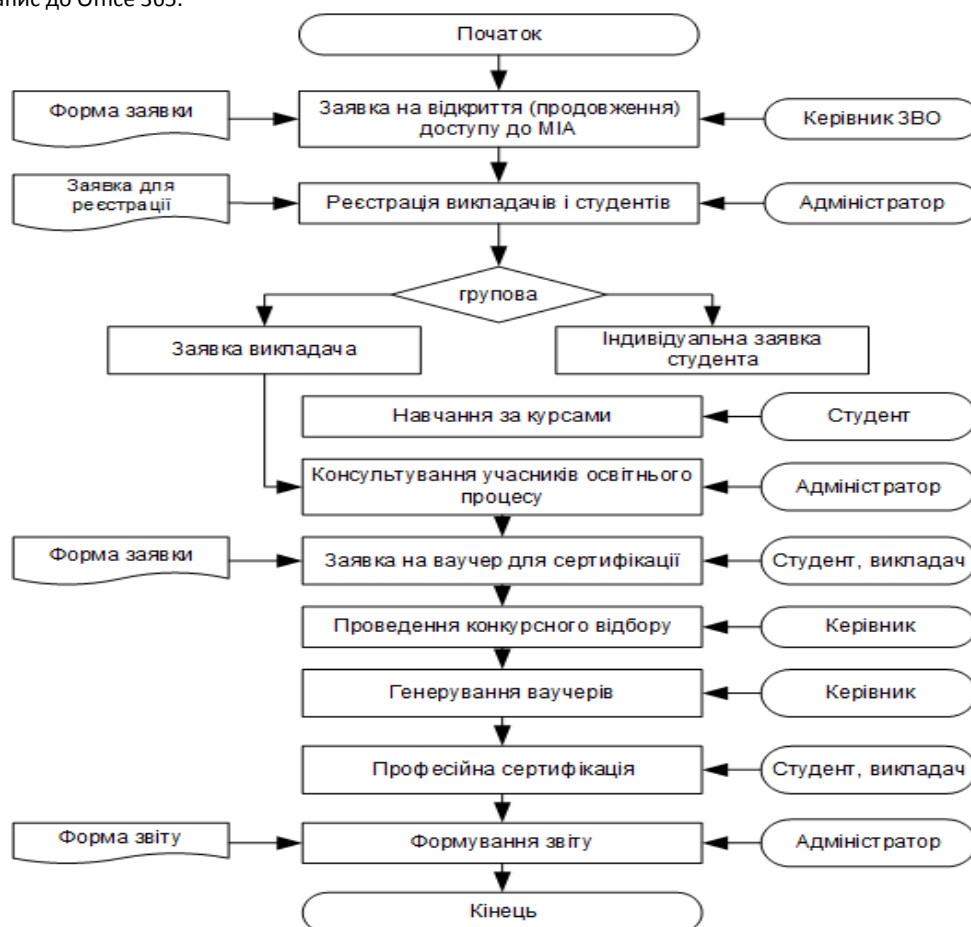 Office 365.
Початок
Форма заявки
Заявка на відкриття (продовження)
доступу до МІА
Керівник ЗВО
Заявка для
реєстрації
Реєстрація викладачів і студентів
Адміністратор
групова
Заявка викладача
Індивідуальна заявка
студента
Навчання за курсами
Студент
Консультування учасників освітнього
процесу
Адміністратор
Форма заявки
Заявка на ваучер для сертифікації
Студент, викладач
Проведення конкурсного відбору
Керівник
Генерування ваучерів
Керівник
Професійна сертифікація
Студент, викладач
Форма звіту
Формування звіту
Адміністратор
Кінець